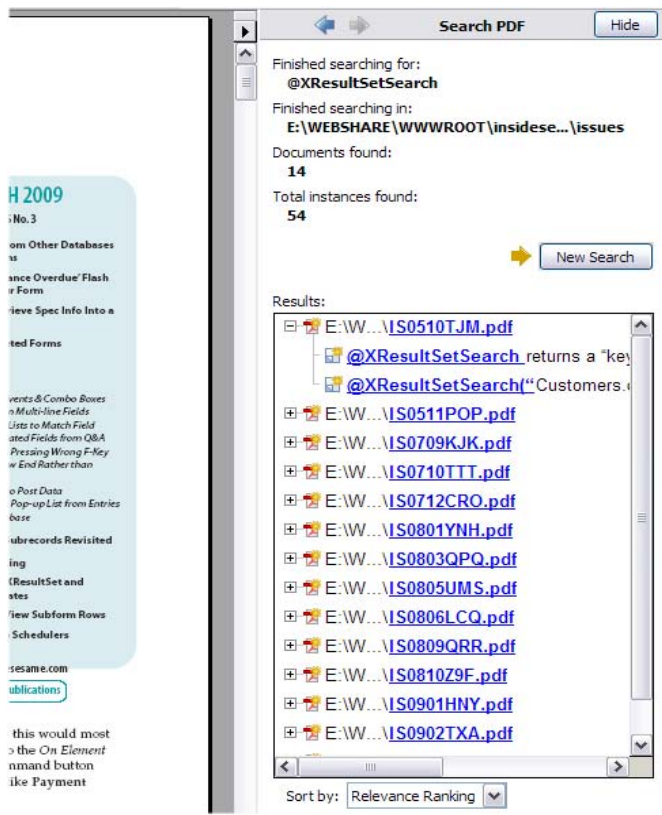 Search PDF
Hide
Finished searching for:
@XResultSetSearch
Finished searching in:
E:\WEBSHARE\WWWROOT\insidese...\issues
Documents found:
14
Total instances found:
54
New Search
Results:
E:\W...\IS0510TJM.pdf
@XResultSetSearch returns a "key
@XResultSetSearch("Customers.
E:\W...\IS0511POP.pdf
E:\W...\IS0709KJK.pdf
E:\W...\IS0710TTT.pdf
E:\W...\IS0712CRO.pdf
E:\W...\IS0801YNH.pdf
E:\W...\IS0803QPQ.pdf
E:\W...\IS0805UMS.pdf
E:\W...\IS0806LCQ.pdf
E:\W...\IS0809QRR.pdf
E:\W...\IS0810Z9F.pdf
E:\W...\IS0901HNY.pdf
E:\W...\IS0902TXA.pdf
Sort by: Relevance Ranking
H 2009
No. 3
om Other Databases
ance Overdue' Flash
r Form
rieve Spec Info Into a
ted Forms
vents & Combo Boxes
n Multi-line Fields
Lists to Match Field
ated Fields from Q&A
Pressing Wrong F-Key
w End Rather than
o Post Data
Pop-up List from Entries
base
ubrecords Revisited
ing
XResultSet and
ates
View Subform Rows
Schedulers
esesame.com
ublications
this would most
o the On Element
mmand button
ike Payment